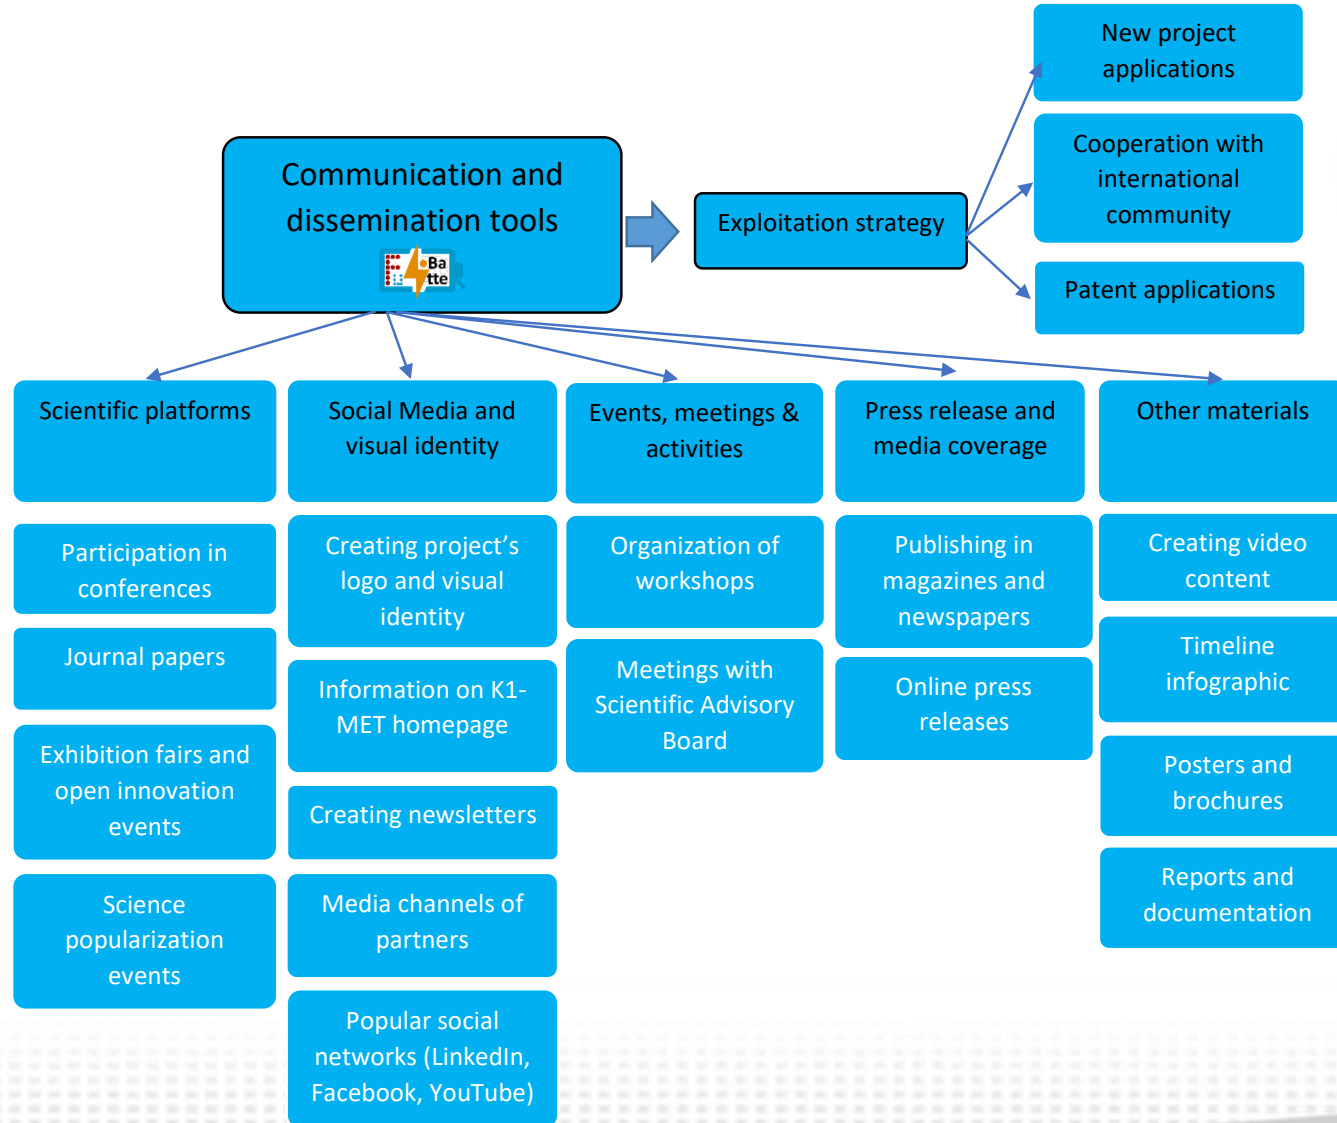 New project
applications
Communication and
dissemination tools
Ba
tte
Exploitation strategy
Cooperation with
international
community
Patent applications
Scientific platforms
Participation in
conferences
Journal papers
Exhibition fairs and
open innovation
events
Science
popularization
events
Social Media and
visual identity
Creating project’s
logo and visual
identity
Information on K1-
MET homepage
Creating newsletters
Media channels of
partners
Popular social
networks (LinkedIn,
Facebook, YouTube)
Events, meetings &
activities
Organization of
workshops
Meetings with
Scientific Advisory
Board
Press release and
media coverage
Publishing in
magazines and
newspapers
Online press
releases
Other materials
Creating video
content
Timeline
infographic
Posters and
brochures
Reports and
documentation